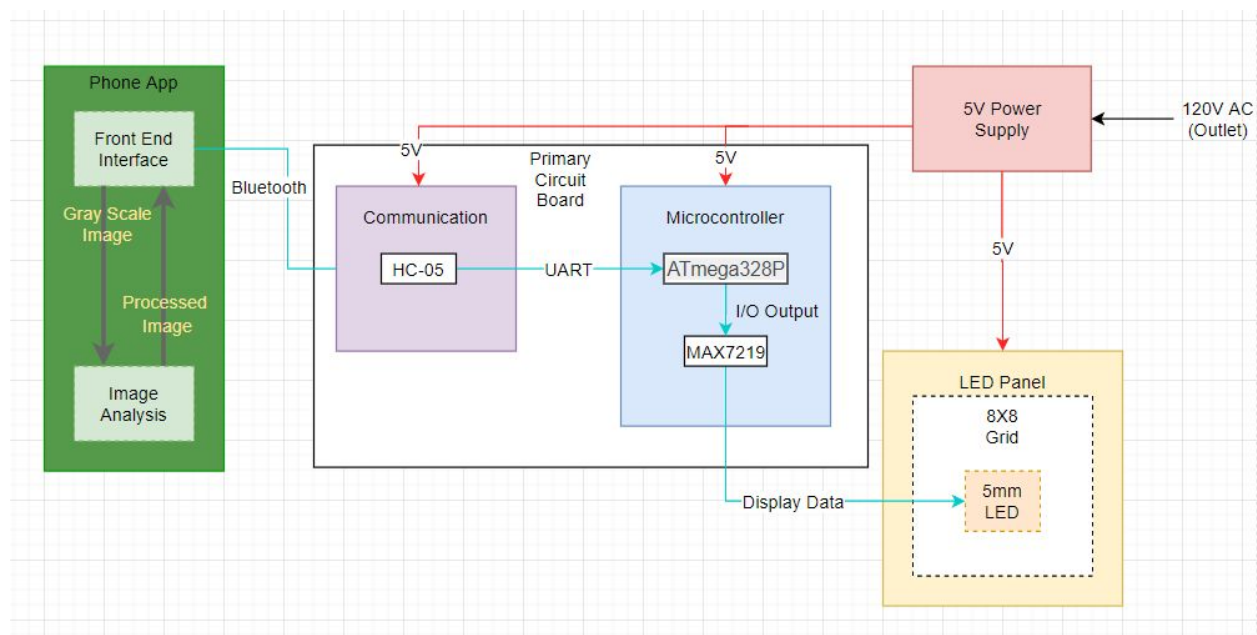 Phone App
Front End
Interface
Gray Scale
Image
Processed
Image
Image
Analysis
Bluetooth
5V
Primary
Circuit
Board
5V
Communication
HC-05
UART
Microcontroller
ATmega328P
I/O Output
MAX7219
Display Data
5V Power
Supply
120V AC
(Outlet)
5V
LED Panel
8X8
Grid
5mm
LED